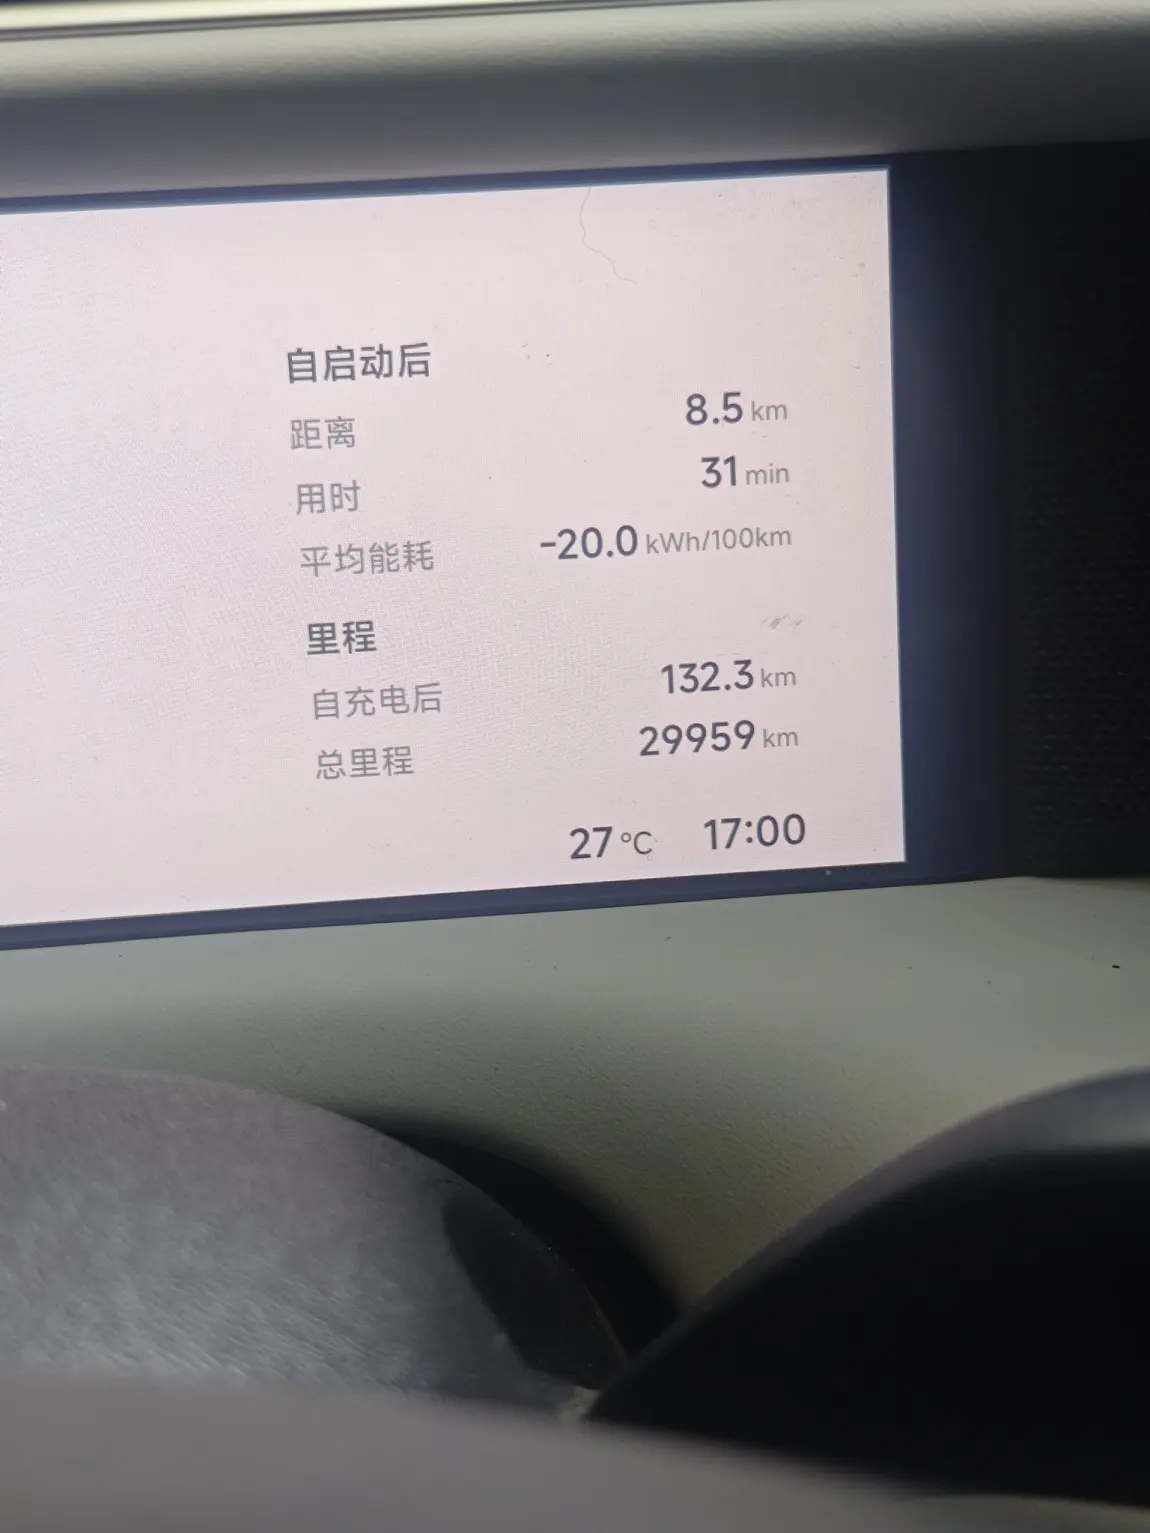 自启动后
距离 8.5 km
用时 31 min
平均能耗 -20.0 kWh/100km
里程
自充电后 132.3 km
总里程 29959 km
27 °C 17:00